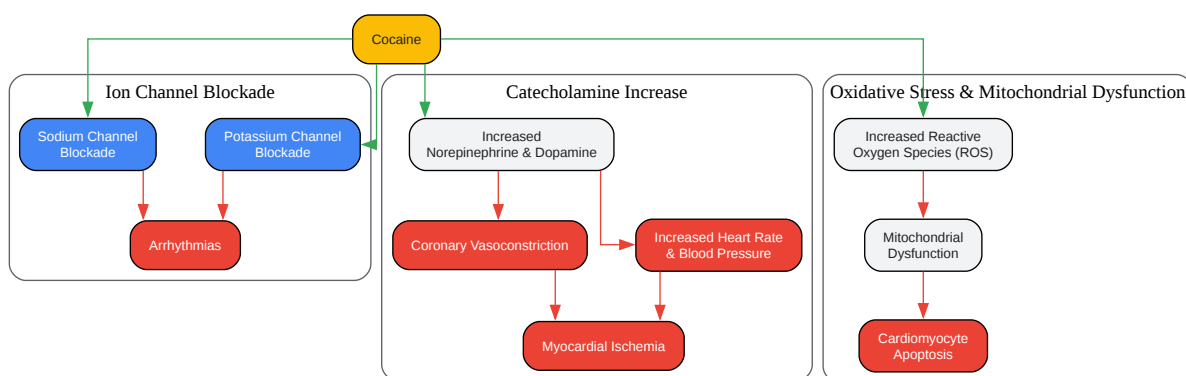 Cocaine
Ion Channel Blockade
Catecholamine Increase
Oxidative Stress & Mitochondrial Dysfunction
Sodium Channel
Blockade
Potassium Channel
Blockade
Increased
Norepinephrine & Dopamine
Increased Reactive
Oxygen Species (ROS)
Arrhythmias
Coronary Vasoconstriction
Increased Heart Rate
& Blood Pressure
Mitochondrial
Dysfunction
Myocardial Ischemia
Cardiomyocyte
Apoptosis